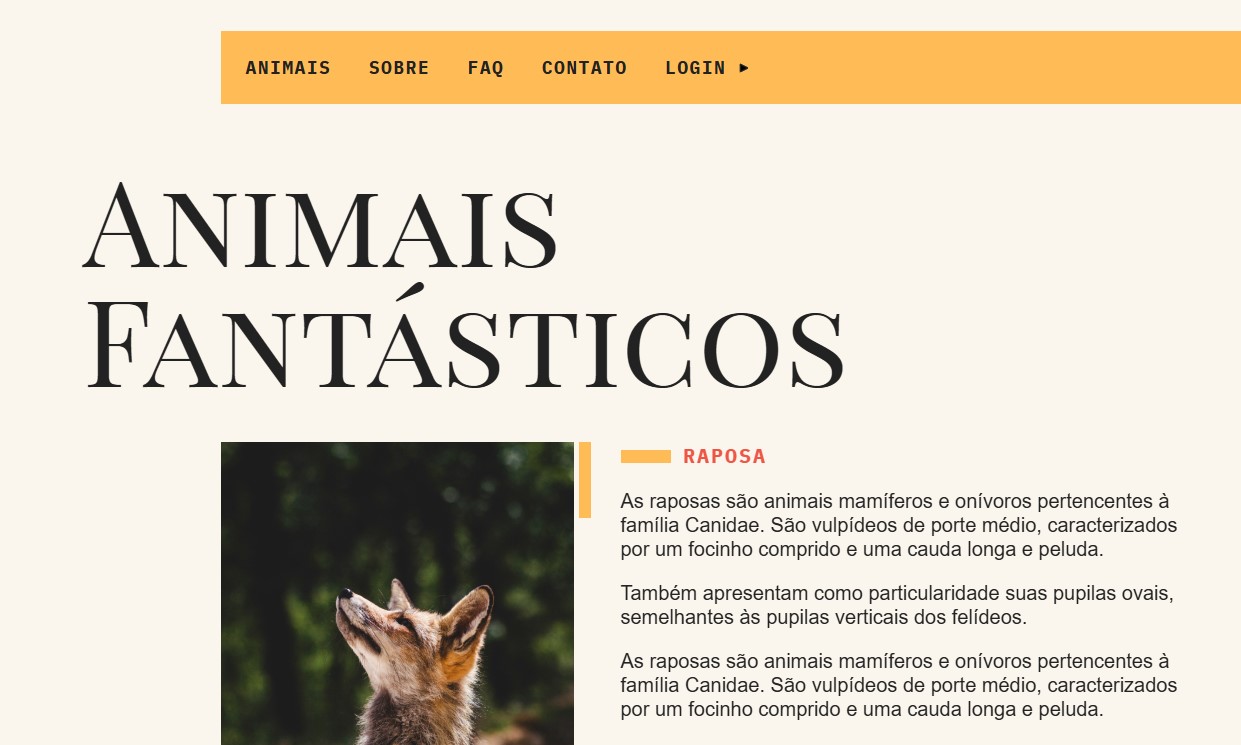 ANIMAIS SOBRE FAQ CONTATO LOGIN ▸
ANIMAIS
FANTÁSTICOS
RAPOSA
As raposas são animais mamíferos e onívoros pertencentes à
família Canidae. São vulpídeos de porte médio, caracterizados
por um focinho comprido e uma cauda longa e peluda.
Também apresentam como particularidade suas pupilas ovais,
semelhantes às pupilas verticais dos felídeos.
As raposas são animais mamíferos e onívoros pertencentes à
família Canidae. São vulpídeos de porte médio, caracterizados
por um focinho comprido e uma cauda longa e peluda.